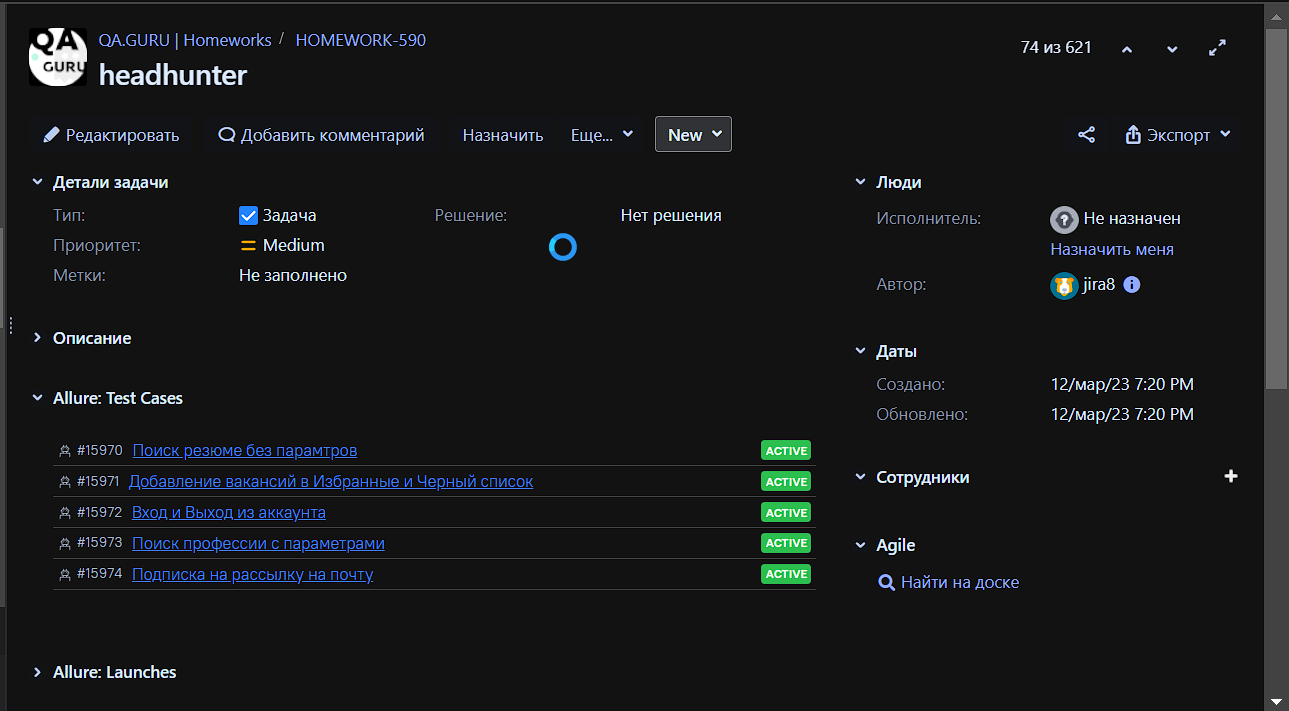 QA
GURU
QA.GURU | Homeworks / HOMEWORK-590
headhunter
74 из 621
Редактировать Добавить комментарий Назначить Еще... New Экспорт
Детали задачи
Тип: Задача Решение: Нет решения
Приоритет: Medium
Метки: Не заполнено
Описание
Allure: Test Cases
#15970 Поиск резюме без парамтров ACTIVE
#15971 Добавление вакансий в Избранные и Черный список ACTIVE
#15972 Вход и Выход из аккаунта ACTIVE
#15973 Поиск профессии с параметрами ACTIVE
#15974 Подписка на рассылку на почту ACTIVE
Allure: Launches
Люди
Исполнитель: Не назначен
Назначить меня
Автор: jira8
Даты
Создано: 12/мар/23 7:20 PM
Обновлено: 12/мар/23 7:20 PM
Сотрудники
Agile
Найти на доске